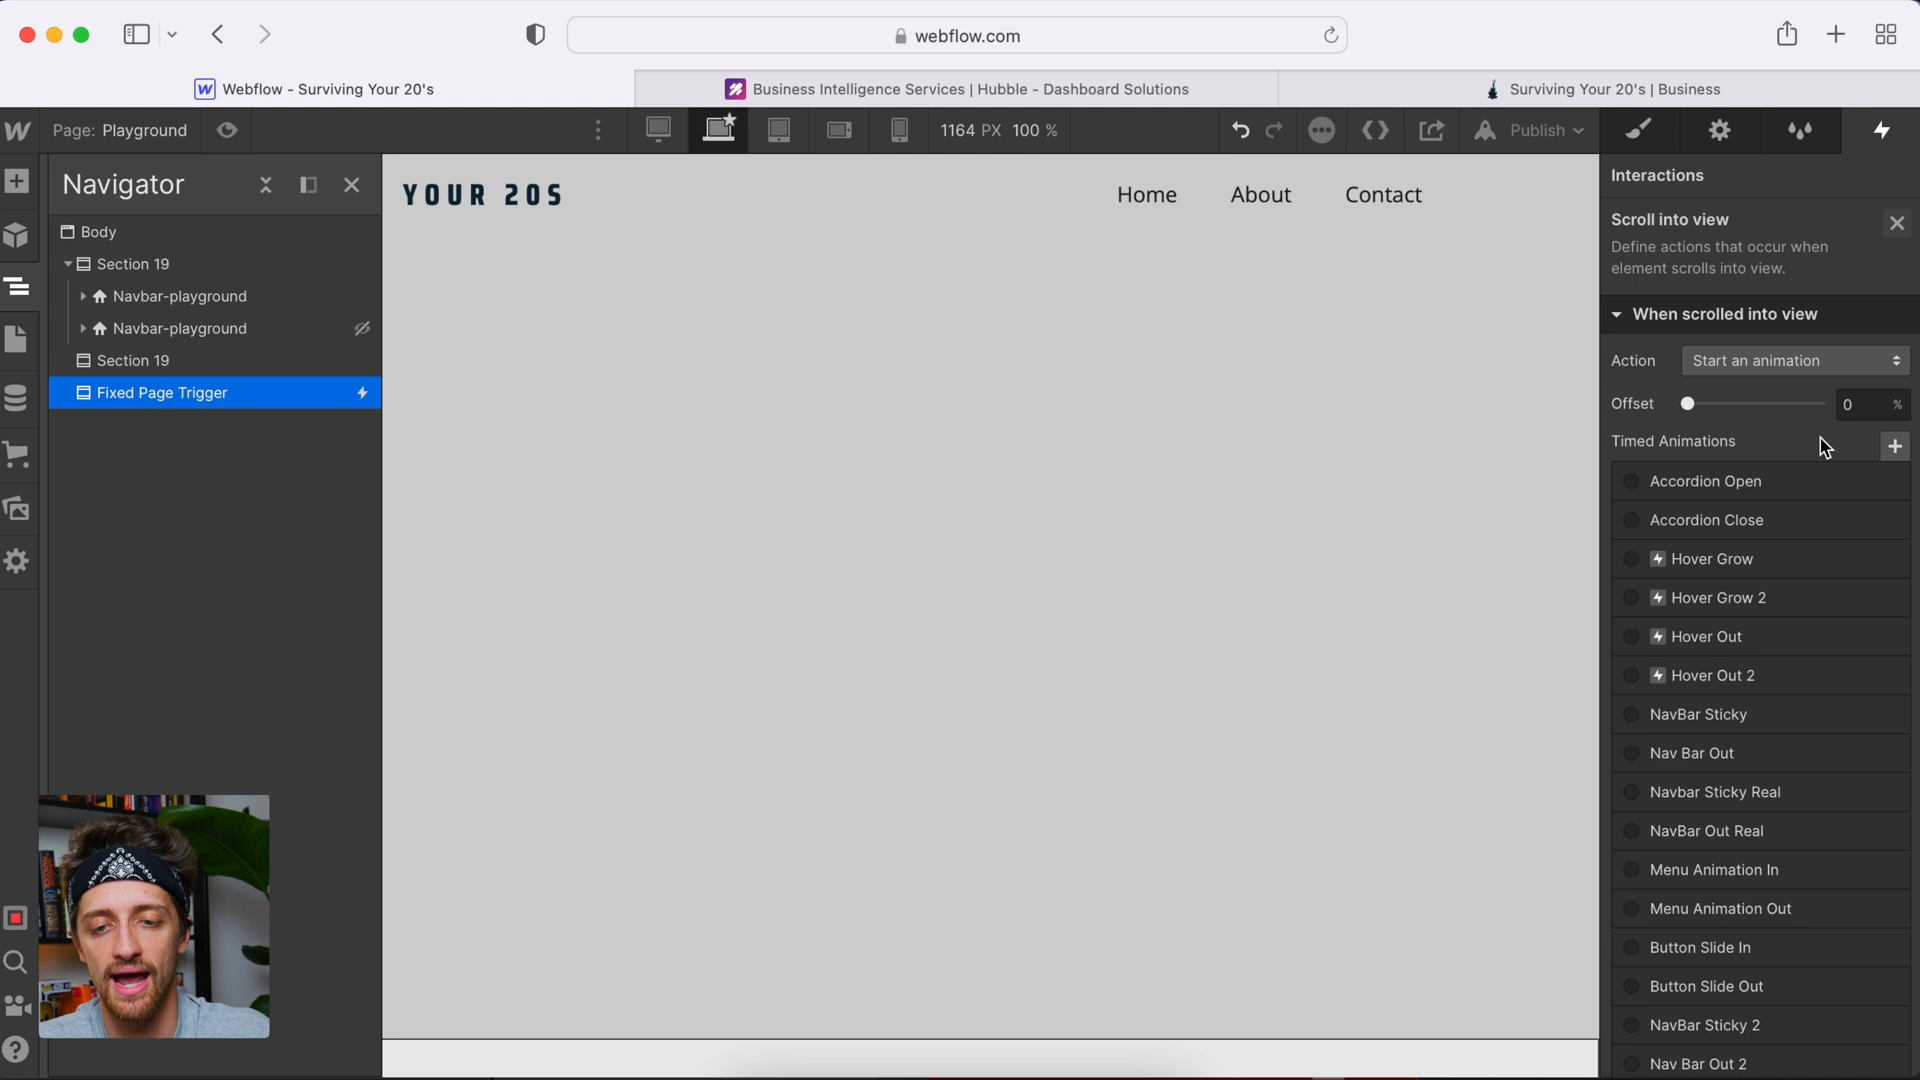 webflow.com
Webflow - Surviving Your 20's
Business Intelligence Services | Hubble - Dashboard Solutions
Surviving Your 20's | Business
Page: Playground
1164 PX 100 %
Publish
Navigator
Body
Section 19
Navbar-playground
Navbar-playground
Section 19
Fixed Page Trigger
YOUR 20S
Home
About
Contact
Interactions
Scroll into view
Define actions that occur when
element scrolls into view.
When scrolled into view
Action
Start an animation
Offset
0 %
Timed Animations
Accordion Open
Accordion Close
Hover Grow
Hover Grow 2
Hover Out
Hover Out 2
NavBar Sticky
Nav Bar Out
Navbar Sticky Real
NavBar Out Real
Menu Animation In
Menu Animation Out
Button Slide In
Button Slide Out
NavBar Sticky 2
Nav Bar Out 2